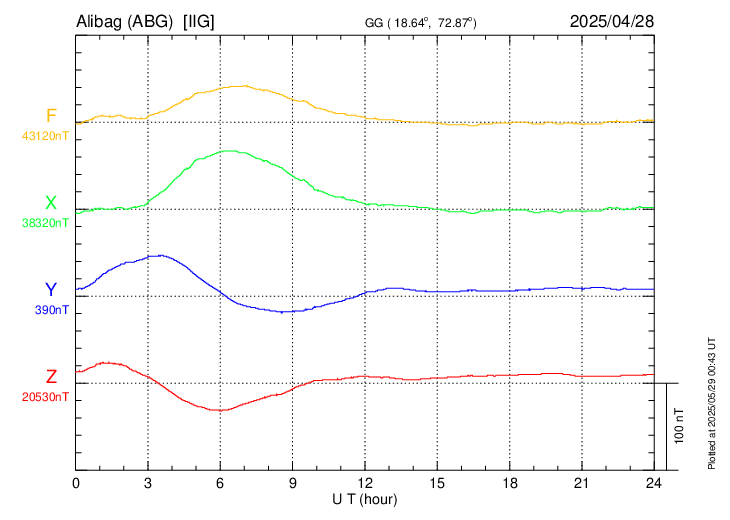 Alibag (ABG) [IIG]
GG ( 18.64°, 72.87°)
2025/04/28
F
43120nT
X
38320nT
Y
390nT
Z
20530nT
100 nT
Plotted at 2025/05/29 00:43 UT
0 3 6 9 12 15 18 21 24
U T (hour)